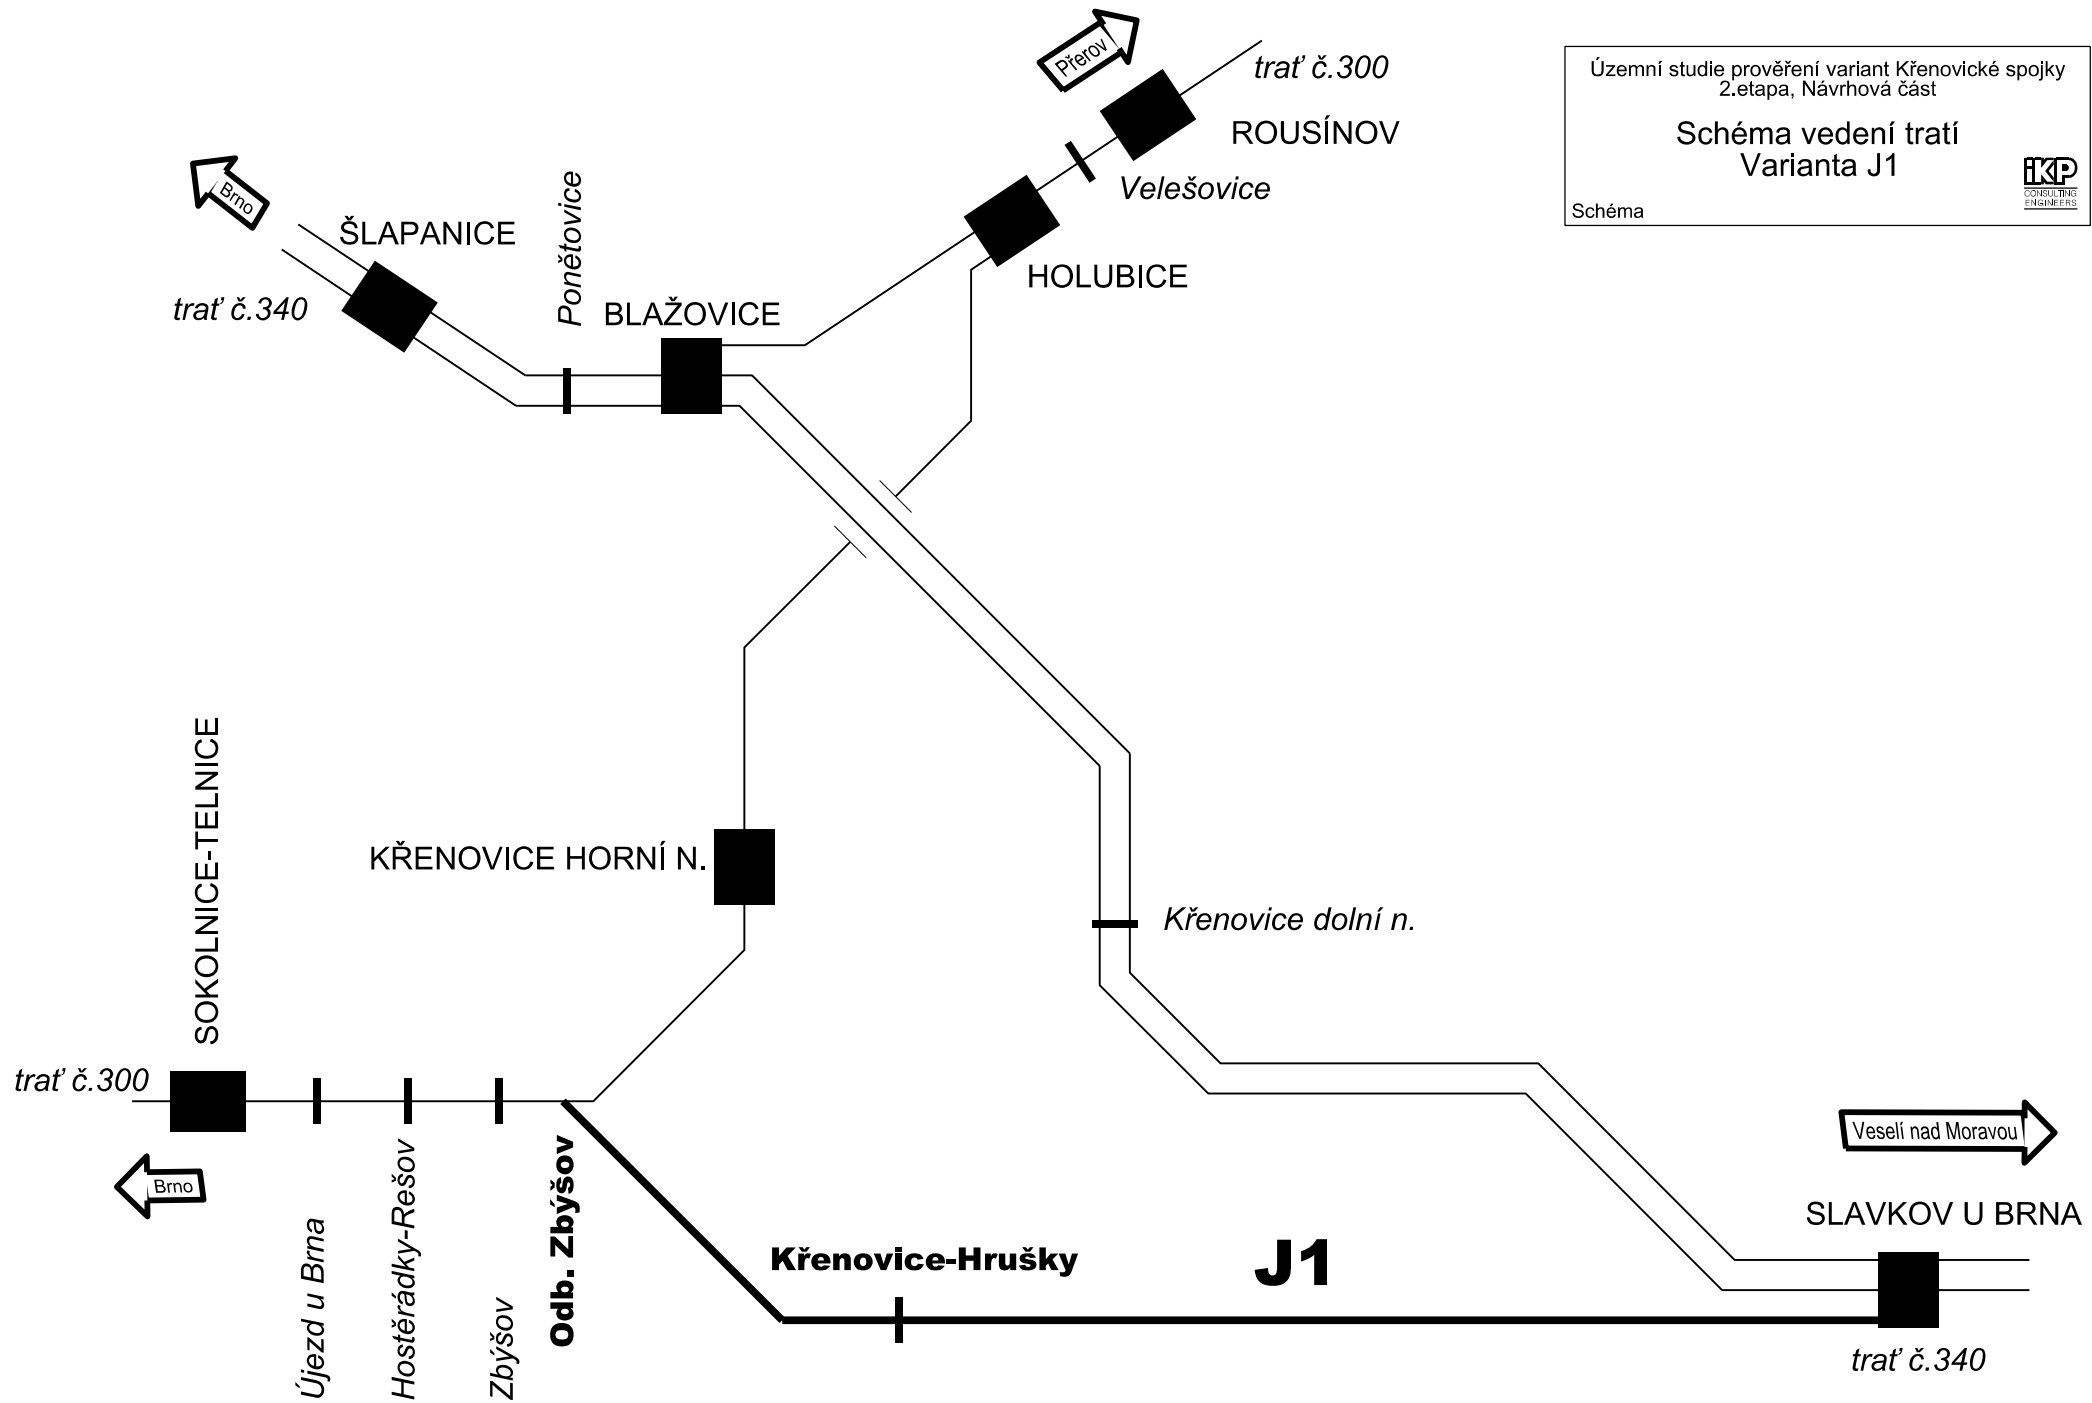 Územní studie prověření variant Křenovické spojky
2.etapa, Návrhová část
Schéma vedení tratí
Varianta J1
Schéma
iKP
CONSULTING
ENGINEERS
Přerov
trať č.300
ROUSÍNOV
Velešovice
HOLUBICE
Brno
ŠLAPANICE
trať č.340
Ponětovice
BLAŽOVICE
SOKOLNICE-TELNICE
KŘENOVICE HORNÍ N.
Křenovice dolní n.
trať č.300
Brno
Újezd u Brna
Hostěrádky-Rešov
Zbýšov
Odb. Zbýšov
Křenovice-Hrušky
J1
Veselí nad Moravou
SLAVKOV U BRNA
trať č.340